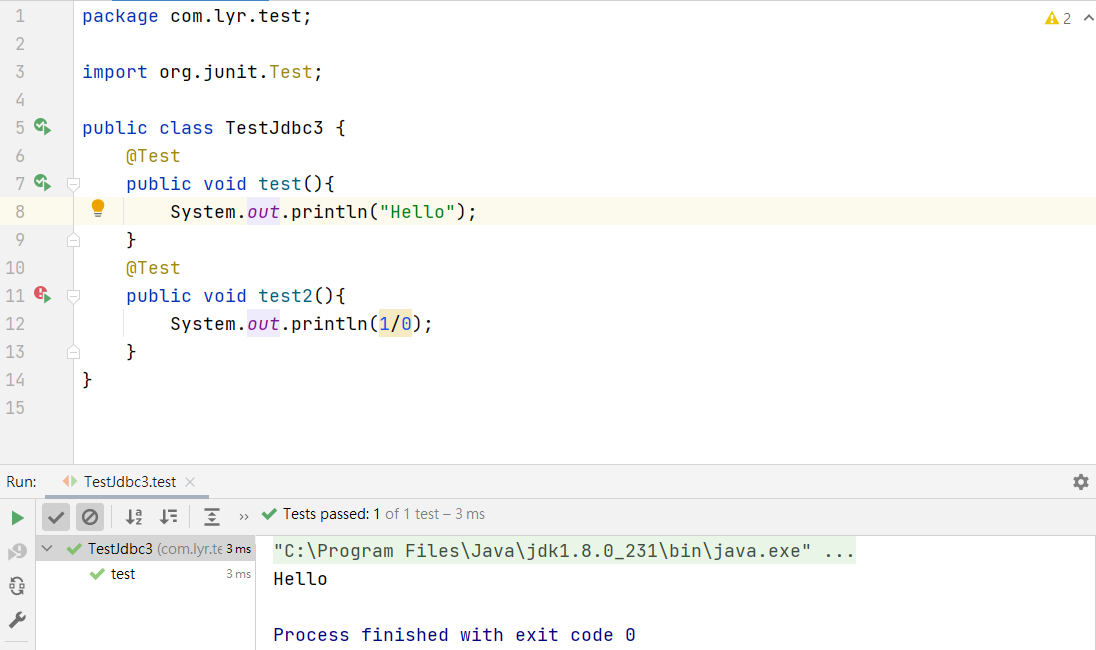 1 package com.lyr.test;
2
3 import org.junit.Test;
4
5 public class TestJdbc3 {
6 @Test
7 public void test(){
8 System.out.println("Hello");
9 }
10 @Test
11 public void test2(){
12 System.out.println(1/0);
13 }
14 }
15
2
Run: TestJdbc3.test
Tests passed: 1 of 1 test – 3 ms
TestJdbc3 (com.lyr.te 3 ms
test 3 ms
"C:\Program Files\Java\jdk1.8.0_231\bin\java.exe" ...
Hello
Process finished with exit code 0